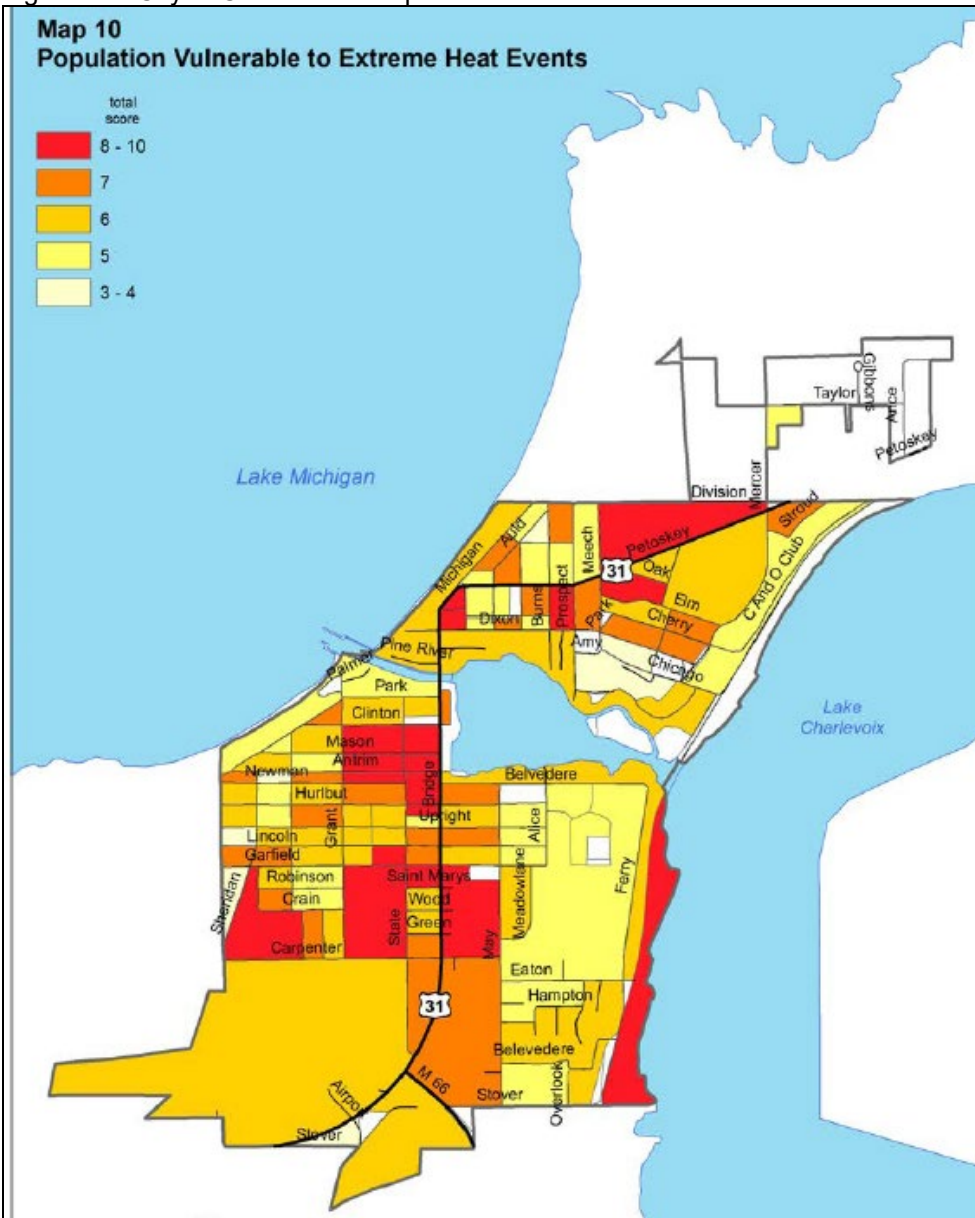 Map 10
Population Vulnerable to Extreme Heat Events
total
score
8 - 10
7
6
5
3 - 4
Gibbons
Taylor
Arice
Petoskey
Lake Michigan
Mercer
Division
Stroud
Auld
Michigan
Meech
Petoskey
31
Oak
C And O Club
Burns
Prospect
Elm
Dixon
Park
Cherry
Amy
Pine River
Chicago
Palmer
Park
Lake
Charlevoix
Clinton
Mason
Antrim
Newman
Bridge
Belvedere
Hurlbut
Grant
Upright
Alice
Lincoln
Garfield
Robinson
Saint Marys
Meadowlane
Ferry
Sheridan
Crain
Wood
State
Green
Carpenter
May
Eaton
Hampton
31
Belevedere
M 66
Airport
Stover
Overlook
Stover